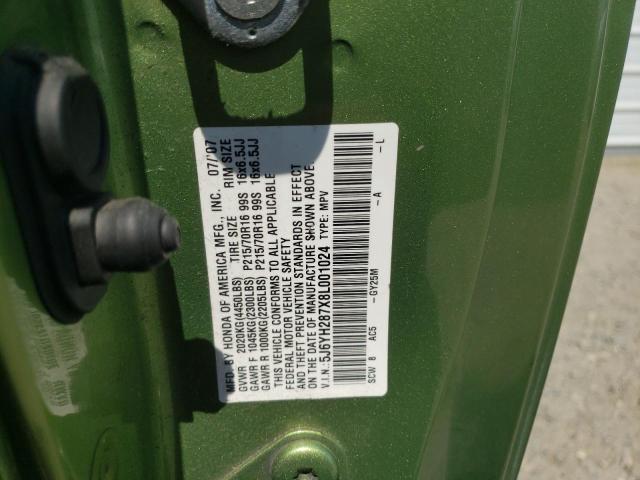 MFD. BY HONDA OF AMERICA MFG., INC. 07/'07
TIRE SIZE RIM SIZE
GVWR 2020KG(4450LBS)
GAWR F 1045KG(2300LBS) P215/70R16 99S 16x6.5JJ
GAWR R 1000KG(2205LBS) P215/70R16 99S 16x6.5JJ
THIS VEHICLE CONFORMS TO ALL APPLICABLE
FEDERAL MOTOR VEHICLE SAFETY
AND THEFT PREVENTION STANDARDS IN EFFECT
ON THE DATE OF MANUFACTURE SHOWN ABOVE.
V.I.N.: 5J6YH287X8L001024 TYPE: MPV
SCW 8 AC5 -GY25M -A -L